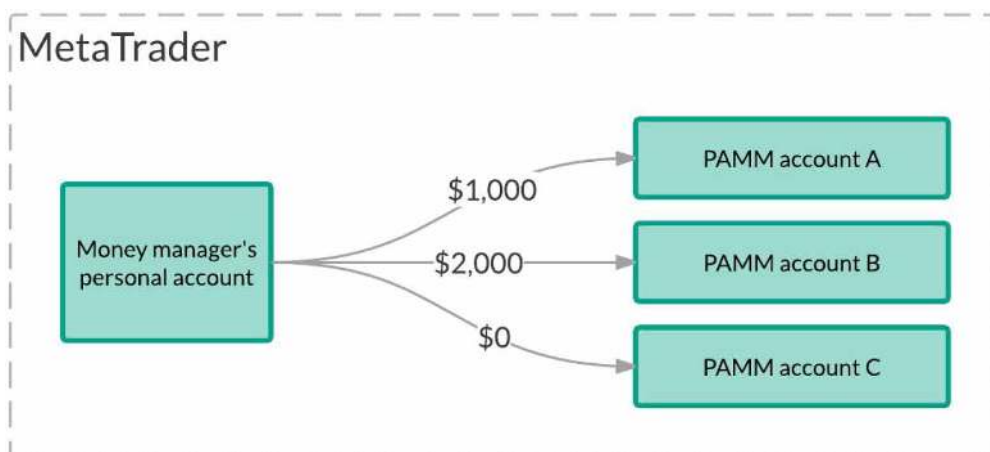 MetaTrader
Money manager's
personal account
$1,000
$2,000
$0
PAMM account A
PAMM account B
PAMM account C